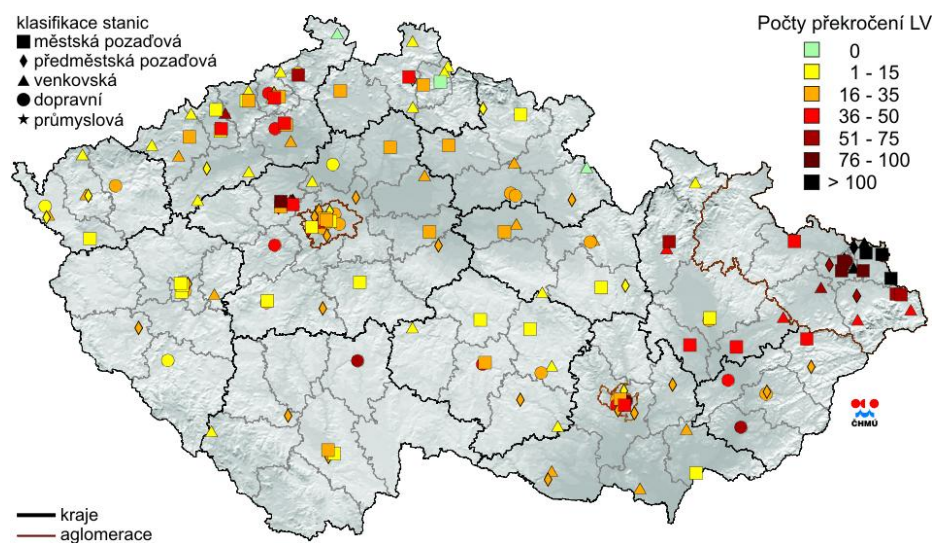 klasifikace stanic
městská pozaďová
předměstská pozaďová
venkovská
dopravní
průmyslová
Počty překročení LV
0
1 - 15
16 - 35
36 - 50
51 - 75
76 - 100
> 100
ČHMÚ
kraje
aglomerace